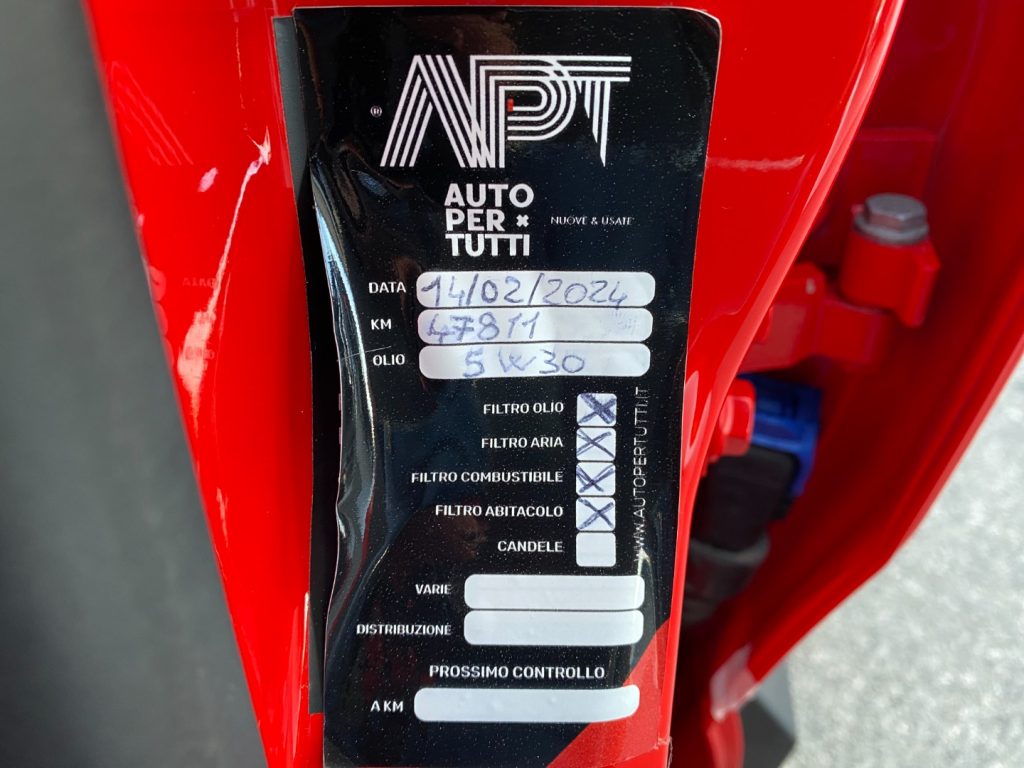 ® APT
AUTO
PER ×
TUTTI
NUOVE & USATE
DATA 14/02/2024
KM 47811
OLIO 5W30
FILTRO OLIO X
FILTRO ARIA X
FILTRO COMBUSTIBILE X
FILTRO ABITACOLO X
CANDELE
WWW.AUTOPERTUTTI.IT
VARIE
DISTRIBUZIONE
PROSSIMO CONTROLLO
A KM